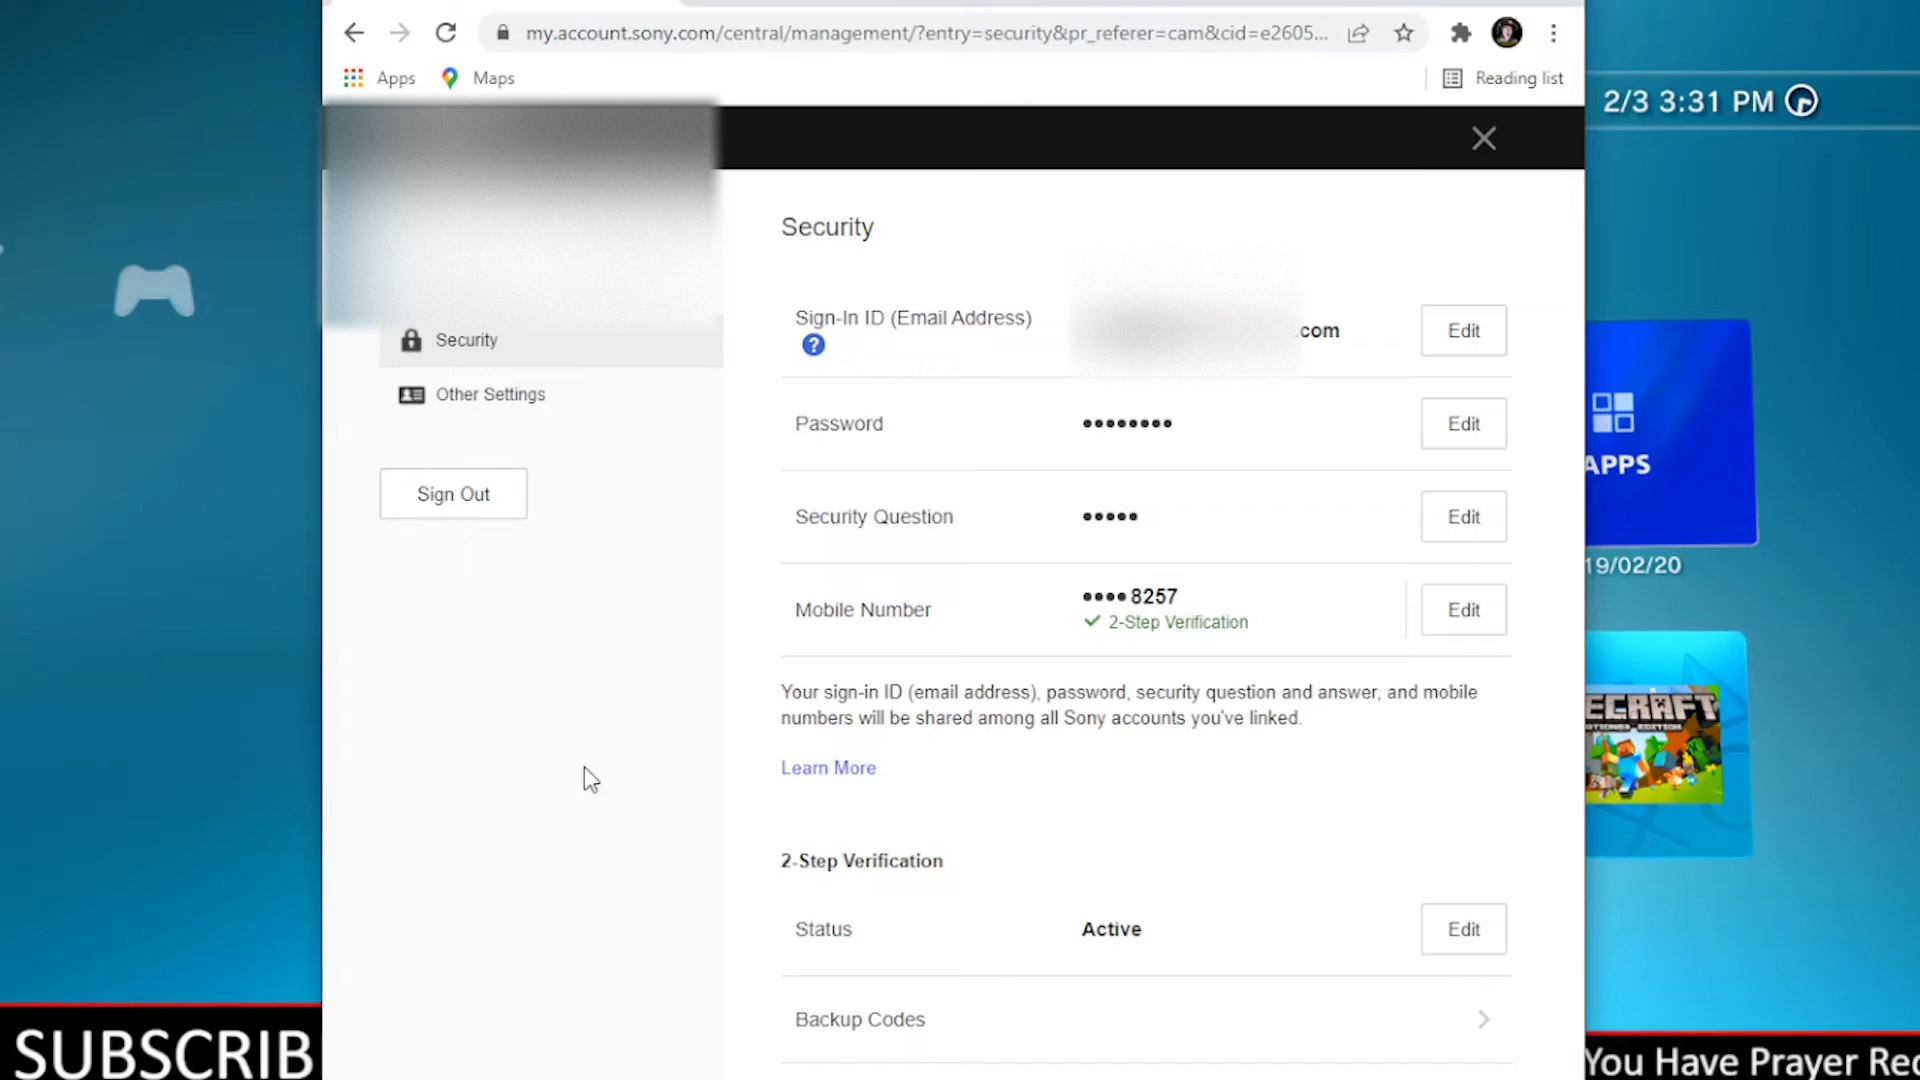 my.account.sony.com/central/management/?entry=security&pr_referer=cam&cid=e2605...
Apps
Maps
Reading list
2/3 3:31 PM
Security
Sign-In ID (Email Address)
?
.com
Edit
Security
Other Settings
Sign Out
Password
••••••••
Edit
Security Question
•••••
Edit
Mobile Number
••••8257
2-Step Verification
Edit
Your sign-in ID (email address), password, security question and answer, and mobile
numbers will be shared among all Sony accounts you've linked.
Learn More
2-Step Verification
Status
Active
Edit
Backup Codes
APPS
19/02/20
ECRAFT
SUBSCRIB
You Have Prayer Rec